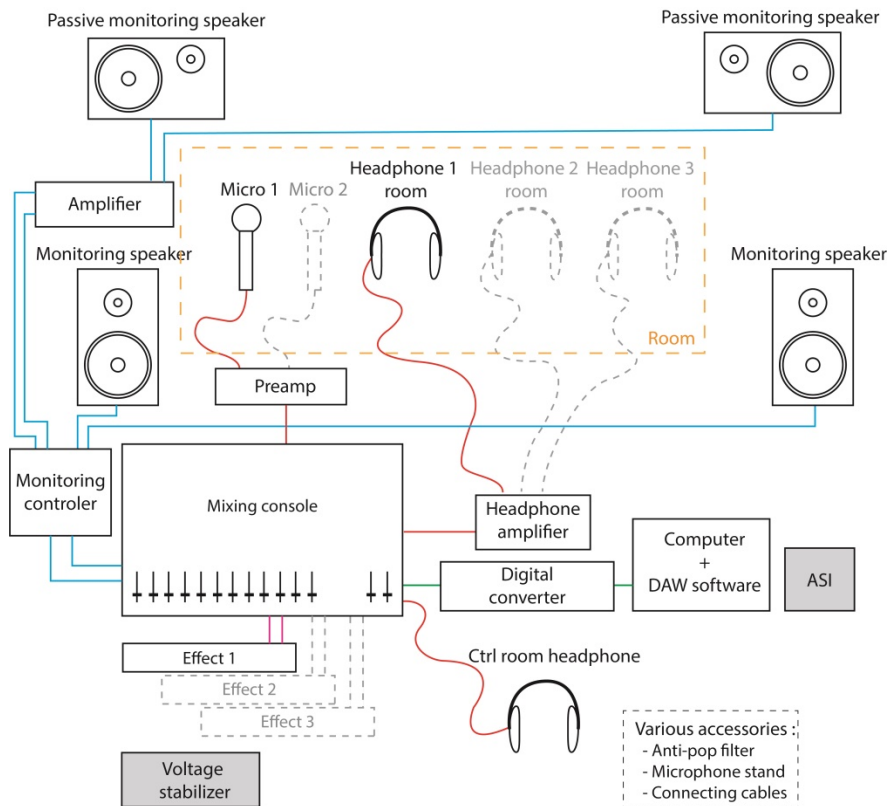 Passive monitoring speaker
Passive monitoring speaker
Headphone 1
room
Headphone 2
room
Headphone 3
room
Micro 1
Micro 2
Amplifier
Monitoring speaker
Monitoring speaker
Room
Preamp
Monitoring
controler
Mixing console
Headphone
amplifier
Computer
+
DAW software
Digital
converter
ASI
Effect 1
Effect 2
Effect 3
Ctrl room headphone
Voltage
stabilizer
Various accessories :
- Anti-pop filter
- Microphone stand
- Connecting cables